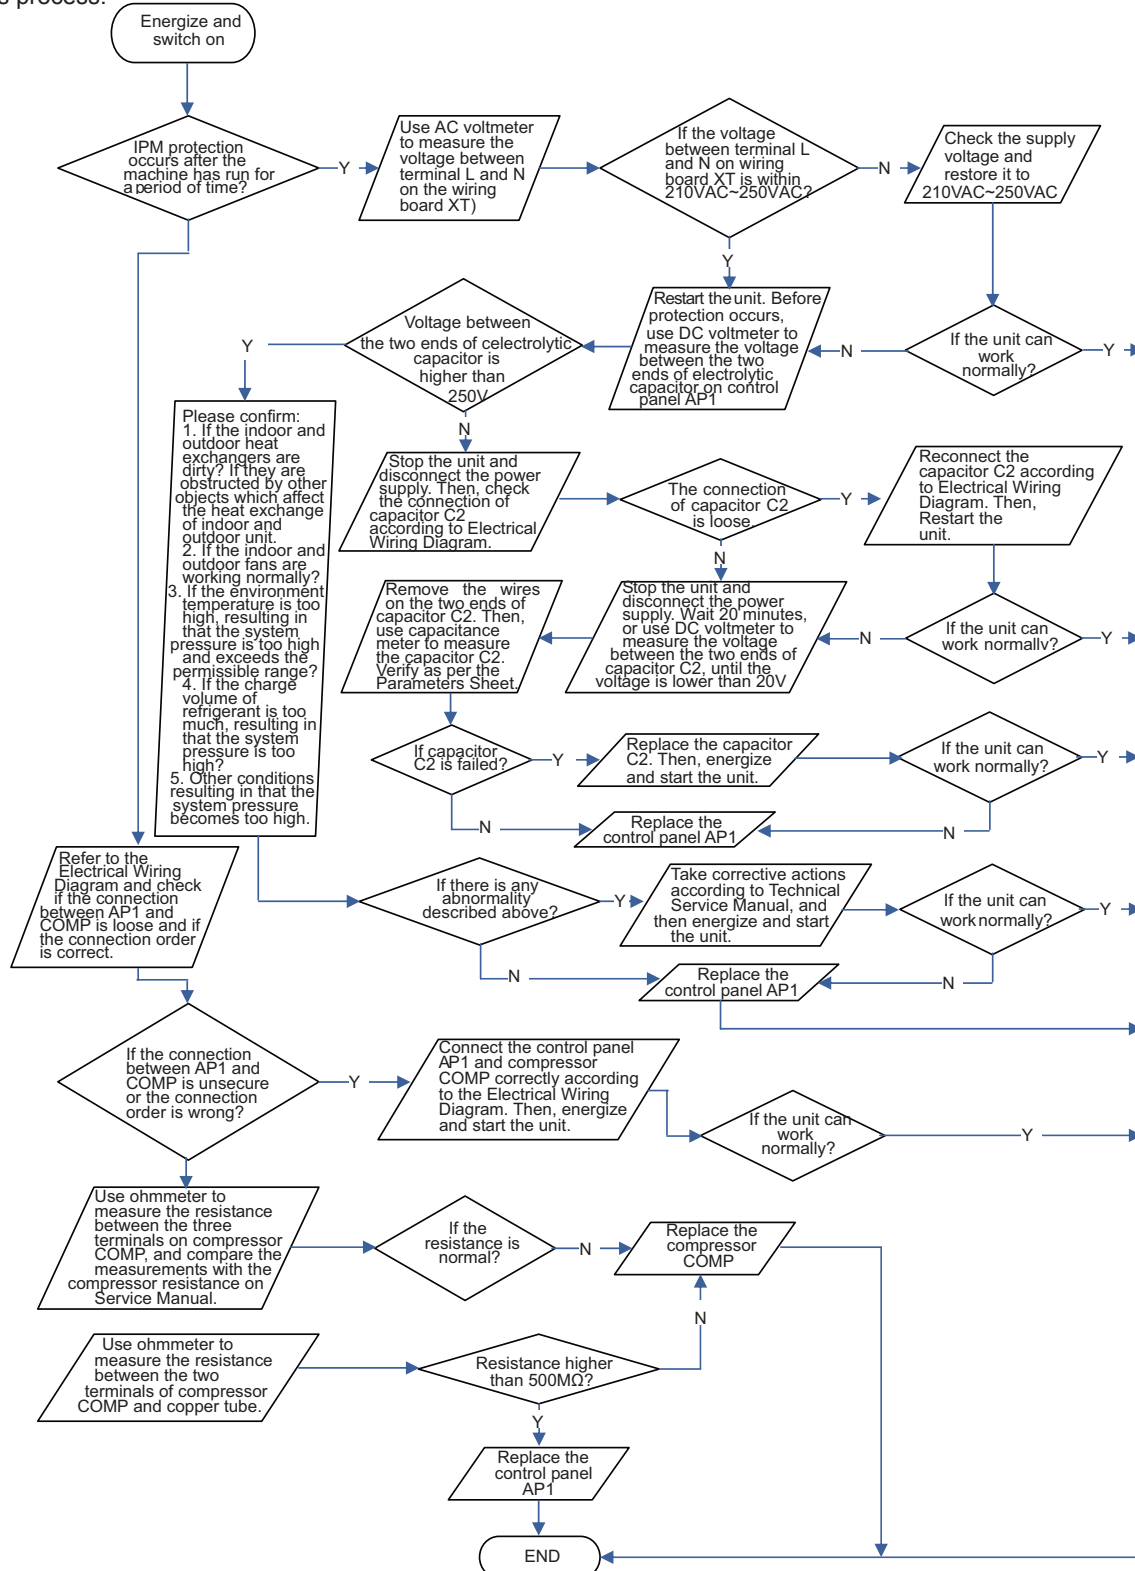 s process.
Energize and
switch on
IPM protection
occurs after the
machine has run for
a period of time?
Y
Use AC voltmeter
to measure the
voltage between
terminal L and N
on the wiring
board XT)
If the voltage
between terminal L
and N on wiring
board XT is within
210VAC~250VAC?
N
Check the supply
voltage and
restore it to
210VAC~250VAC
Y
Restart the unit. Before
protection occurs,
use DC voltmeter to
measure the voltage
between the two
ends of electrolytic
capacitor on control
panel AP1
N
If the unit can
work
normally?
Y
Voltage between
the two ends of celectrolytic
capacitor is
higher than
250V
Y
N
Please confirm:
1. If the indoor and
outdoor heat
exchangers are
dirty? If they are
obstructed by other
objects which affect
the heat exchange
of indoor and
outdoor unit.
2. If the indoor and
outdoor fans are
working normally?
3. If the environment
temperature is too
high, resulting in
that the system
pressure is too high
and exceeds the
permissible range?
4. If the charge
volume of
refrigerant is too
much, resulting in
that the system
pressure is too
high?
5. Other conditions
resulting in that the
system pressure
becomes too high.
Stop the unit and
disconnect the power
supply. Then, check
the connection of
capacitor C2
according to Electrical
Wiring Diagram.
The connection
of capacitor C2
is loose.
Y
Reconnect the
capacitor C2 according
to Electrical Wiring
Diagram. Then,
Restart the
unit.
N
Remove the wires
on the two ends of
capacitor C2. Then,
use capacitance
meter to measure
the capacitor C2.
Verify as per the
Parameters Sheet.
Stop the unit and
disconnect the power
supply. Wait 20 minutes,
or use DC voltmeter to
measure the voltage
between the two ends of
capacitor C2, until the
voltage is lower than 20V
N
If the unit can
work normally?
Y
If capacitor
C2 is failed?
Y
Replace the capacitor
C2. Then, energize
and start the unit.
If the unit can
work normally?
Y
N
Replace the
control panel AP1
N
Refer to the
Electrical Wiring
Diagram and check
if the connection
between AP1 and
COMP is loose and if
the connection order
is correct.
If there is any
abnormality
described above?
Y
Take corrective actions
according to Technical
Service Manual, and
then energize and start
the unit.
If the unit can
work normally?
Y
N
Replace the
control panel AP1
N
If the connection
between AP1 and
COMP is unsecure
or the connection
order is wrong?
Y
Connect the control panel
AP1 and compressor
COMP correctly according
to the Electrical Wiring
Diagram. Then, energize
and start the unit.
If the unit can
work
normally?
Y
Use ohmmeter to
measure the resistance
between the three
terminals on compressor
COMP, and compare the
measurements with the
compressor resistance on
Service Manual.
If the
resistance is
normal?
N
Replace the
compressor
COMP
N
Use ohmmeter to
measure the resistance
between the two
terminals of compressor
COMP and copper tube.
Resistance higher
than 500MΩ?
Y
Replace the
control panel
AP1
END